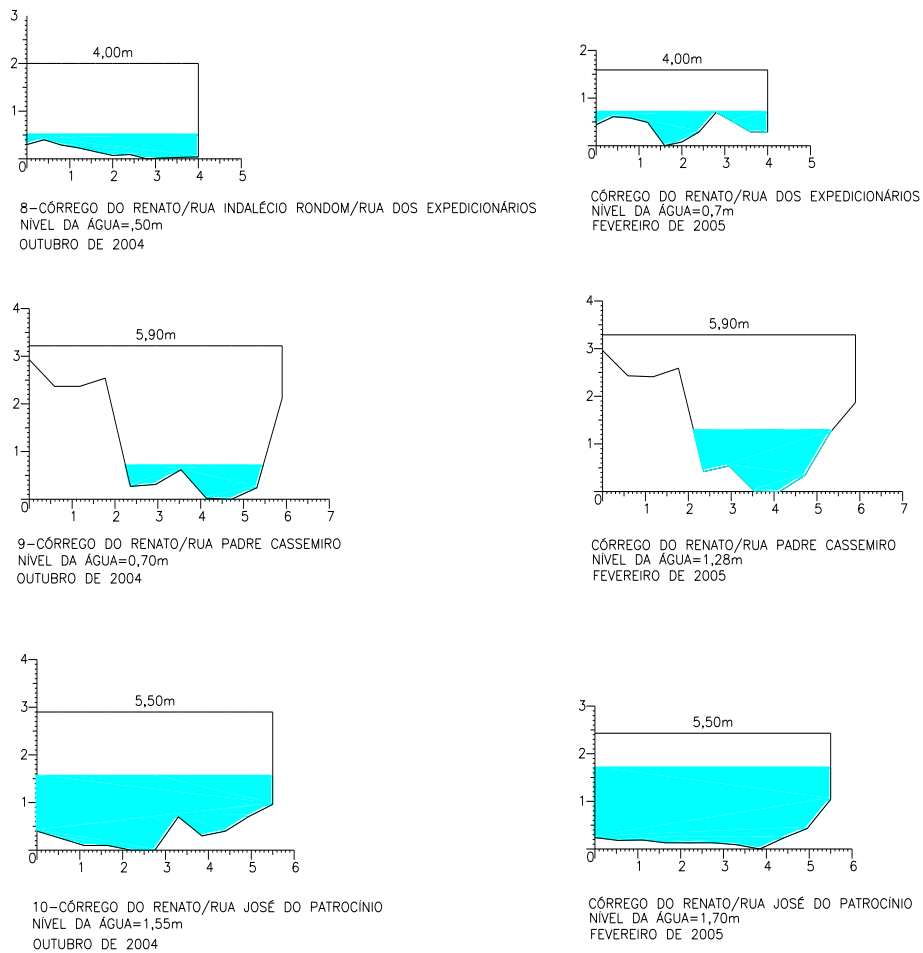 3
2
1
0
4,00m
1 2 3 4 5
8-CÓRREGO DO RENATO/RUA INDALÉCIO RONDOM/RUA DOS EXPEDICIONÁRIOS
NÍVEL DA ÁGUA=,50m
OUTUBRO DE 2004
2
1
0
4,00m
1 2 3 4 5
CÓRREGO DO RENATO/RUA DOS EXPEDICIONÁRIOS
NÍVEL DA ÁGUA=0,7m
FEVEREIRO DE 2005
4
3
2
1
0
5,90m
1 2 3 4 5 6 7
9-CÓRREGO DO RENATO/RUA PADRE CASSEMIRO
NÍVEL DA ÁGUA=0,70m
OUTUBRO DE 2004
4
3
2
1
0
5,90m
1 2 3 4 5 6 7
CÓRREGO DO RENATO/RUA PADRE CASSEMIRO
NÍVEL DA ÁGUA=1,28m
FEVEREIRO DE 2005
4
3
2
1
0
5,50m
1 2 3 4 5 6
10-CÓRREGO DO RENATO/RUA JOSÉ DO PATROCÍNIO
NÍVEL DA ÁGUA=1,55m
OUTUBRO DE 2004
3
2
1
0
5,50m
1 2 3 4 5 6
CÓRREGO DO RENATO/RUA JOSÉ DO PATROCÍNIO
NÍVEL DA ÁGUA=1,70m
FEVEREIRO DE 2005